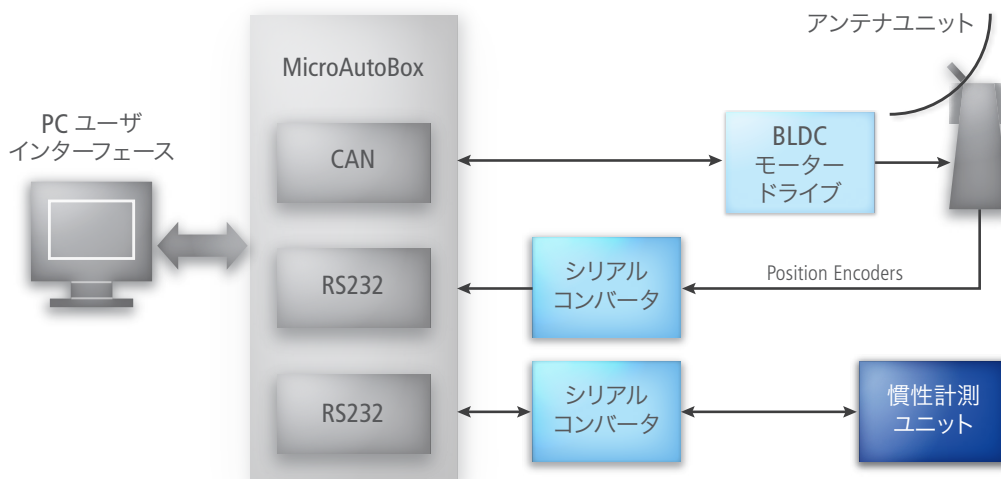 アンテナユニット
MicroAutoBox
PC ユーザ
インターフェース
CAN
BLDC
モーター
ドライブ
RS232
シリアル
コンバータ
Position Encoders
RS232
シリアル
コンバータ
慣性計測
ユニット